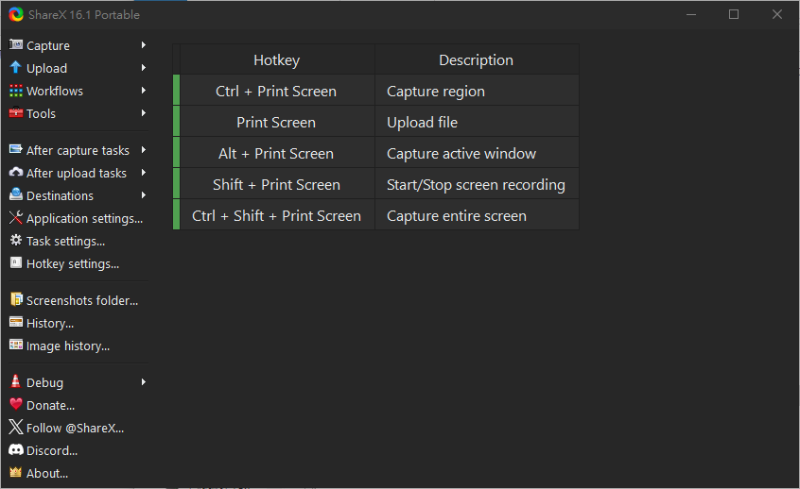 ShareX 16.1 Portable
Capture
Upload
Workflows
Tools
After capture tasks
After upload tasks
Destinations
Application settings...
Task settings...
Hotkey settings...
Screenshots folder...
History...
Image history...
Debug
Donate...
Follow @ShareX...
Discord...
About...
Hotkey Description
Ctrl + Print Screen Capture region
Print Screen Upload file
Alt + Print Screen Capture active window
Shift + Print Screen Start/Stop screen recording
Ctrl + Shift + Print Screen Capture entire screen